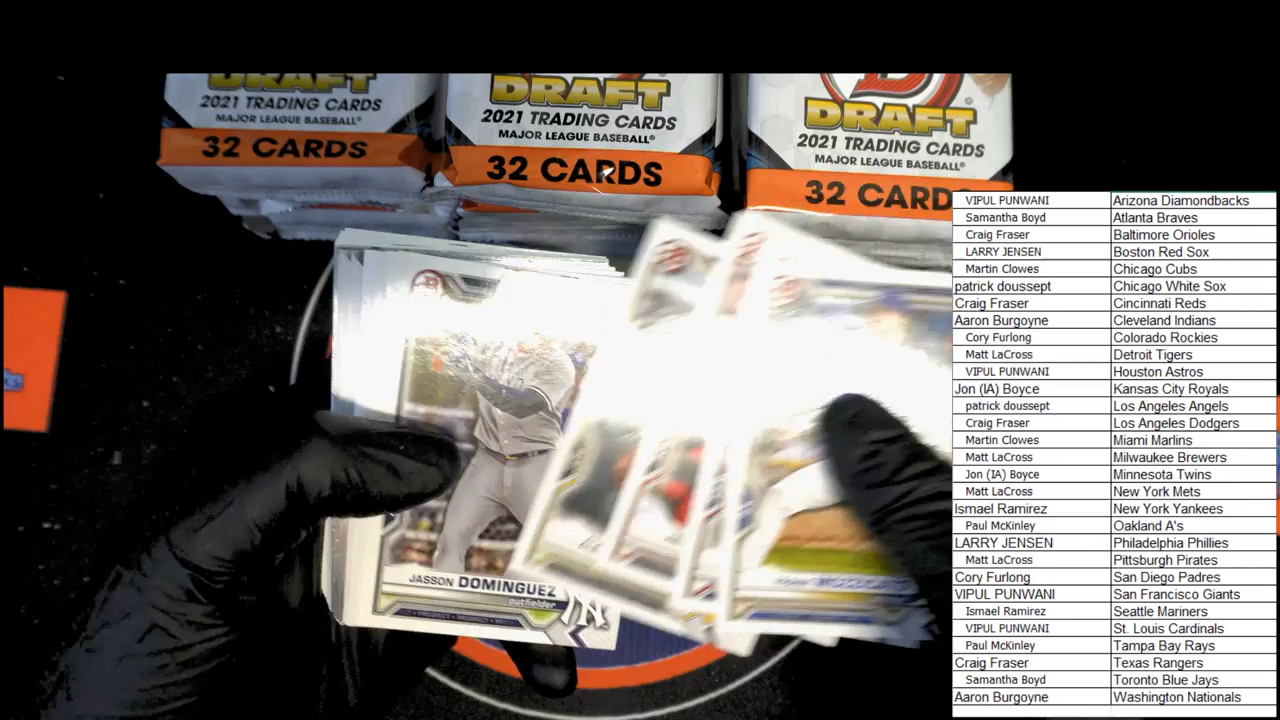 DRAFT
2021 TRADING CARDS
MAJOR LEAGUE BASEBALL®
32 CARDS
DRAFT
2021 TRADING CARDS
MAJOR LEAGUE BASEBALL®
32 CARDS
DRAFT
2021 TRADING CARDS
MAJOR LEAGUE BASEBALL®
32 CARDS
JASSON DOMINGUEZ
outfielder
NY
VIPUL PUNWANI Arizona Diamondbacks
Samantha Boyd Atlanta Braves
Craig Fraser Baltimore Orioles
LARRY JENSEN Boston Red Sox
Martin Clowes Chicago Cubs
patrick doussept Chicago White Sox
Craig Fraser Cincinnati Reds
Aaron Burgoyne Cleveland Indians
Cory Furlong Colorado Rockies
Matt LaCross Detroit Tigers
VIPUL PUNWANI Houston Astros
Jon (IA) Boyce Kansas City Royals
patrick doussept Los Angeles Angels
Craig Fraser Los Angeles Dodgers
Martin Clowes Miami Marlins
Matt LaCross Milwaukee Brewers
Jon (IA) Boyce Minnesota Twins
Matt LaCross New York Mets
Ismael Ramirez New York Yankees
Paul McKinley Oakland A's
LARRY JENSEN Philadelphia Phillies
Matt LaCross Pittsburgh Pirates
Cory Furlong San Diego Padres
VIPUL PUNWANI San Francisco Giants
Ismael Ramirez Seattle Mariners
VIPUL PUNWANI St. Louis Cardinals
Paul McKinley Tampa Bay Rays
Craig Fraser Texas Rangers
Samantha Boyd Toronto Blue Jays
Aaron Burgoyne Washington Nationals